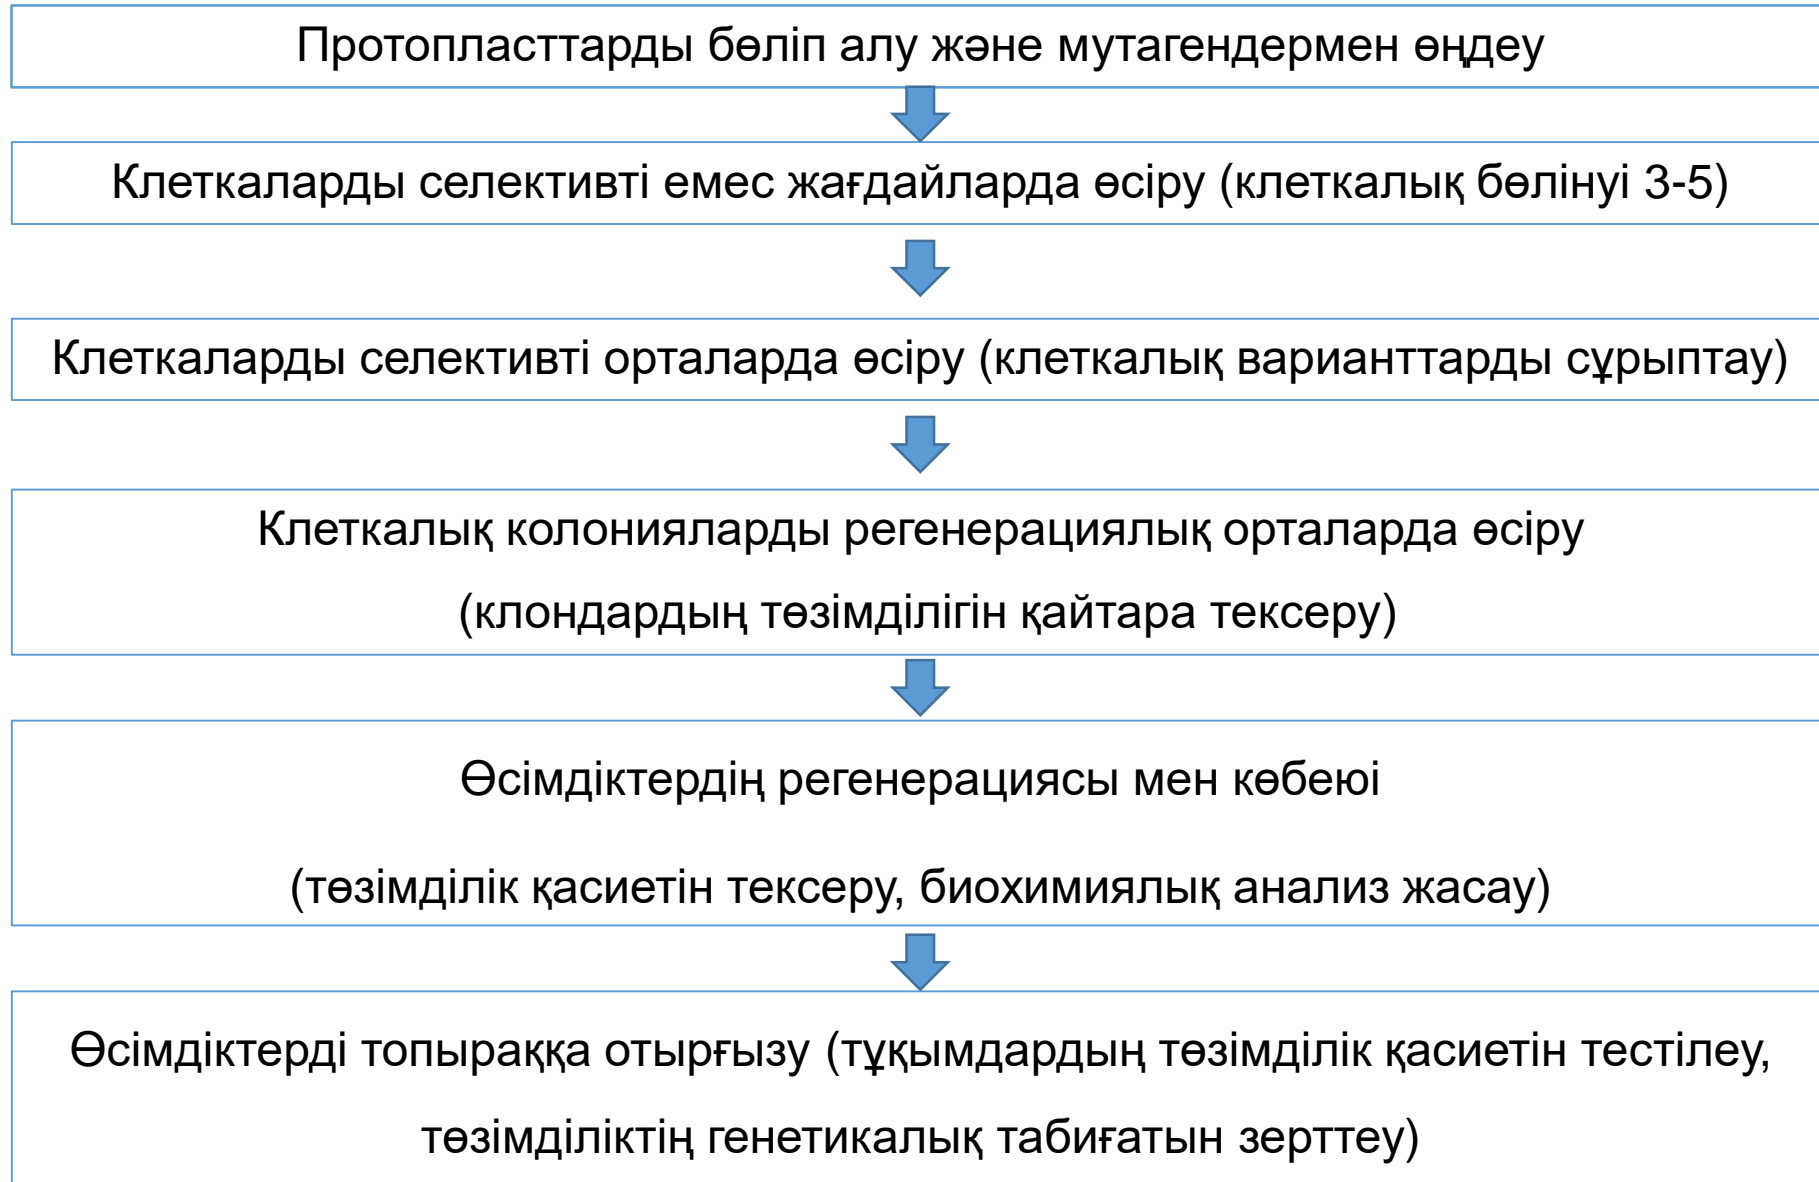 Протопласттарды бөліп алу және мутагендермен өңдеу
Клеткаларды селективті емес жағдайларда өсіру (клеткалық бөлінуі 3-5)
Клеткаларды селективті орталарда өсіру (клеткалық варианттарды сұрыптау)
Клеткалық колонияларды регенерациялық орталарда өсіру
(клондардың төзімділігін қайтара тексеру)
Өсімдіктердің регенерациясы мен көбеюі
(төзімділік қасиетін тексеру, биохимиялық анализ жасау)
Өсімдіктерді топыраққа отырғызу (тұқымдардың төзімділік қасиетін тестілеу,
төзімділіктің генетикалық табиғатын зерттеу)